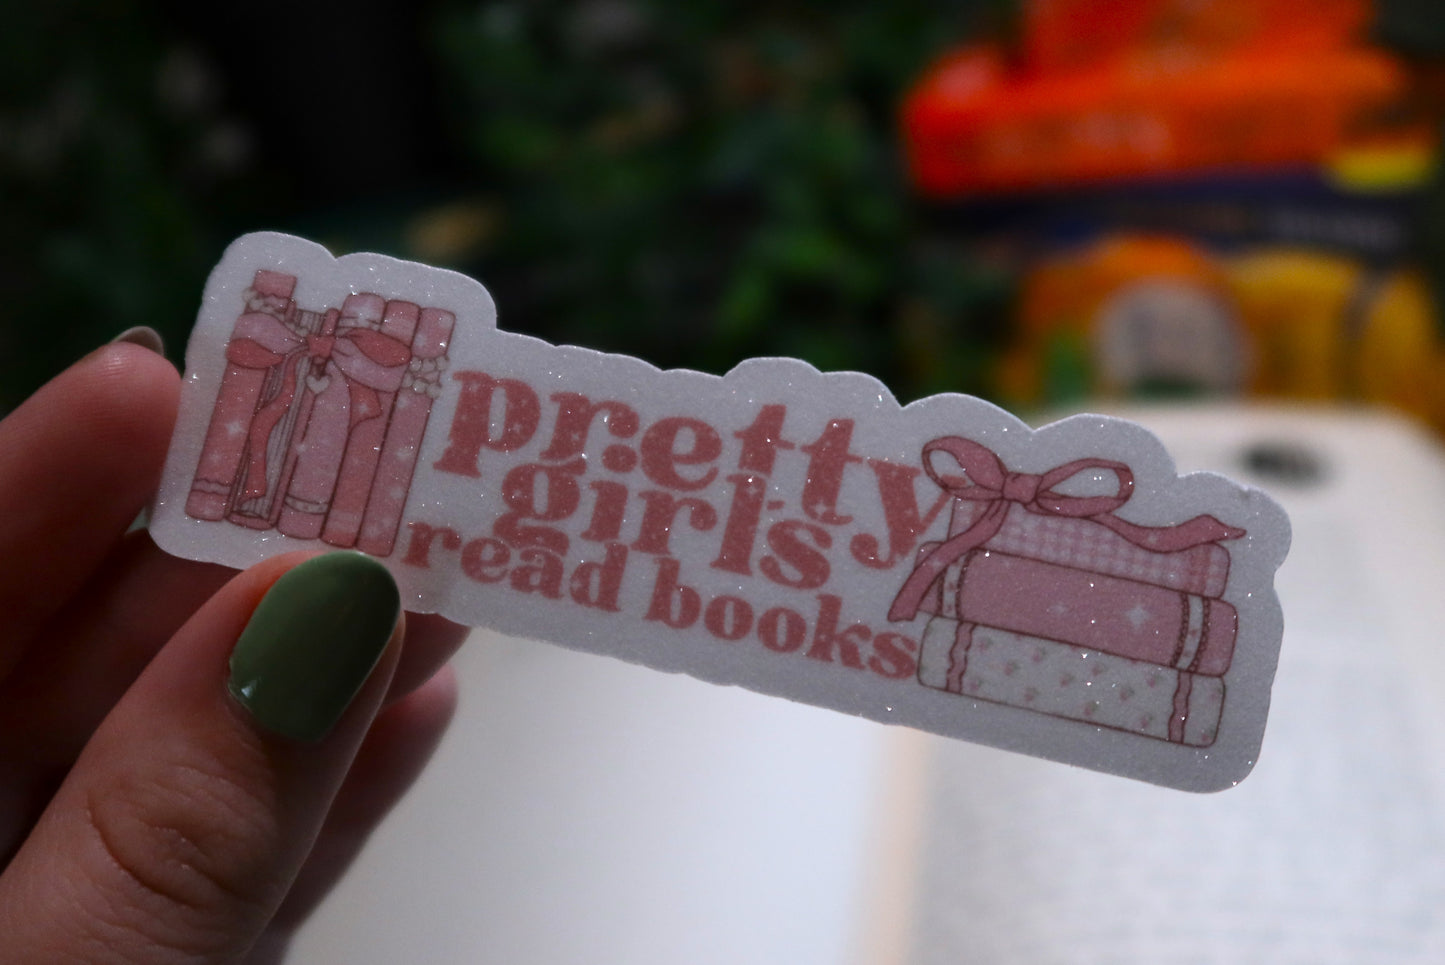 pretty
girls
read books